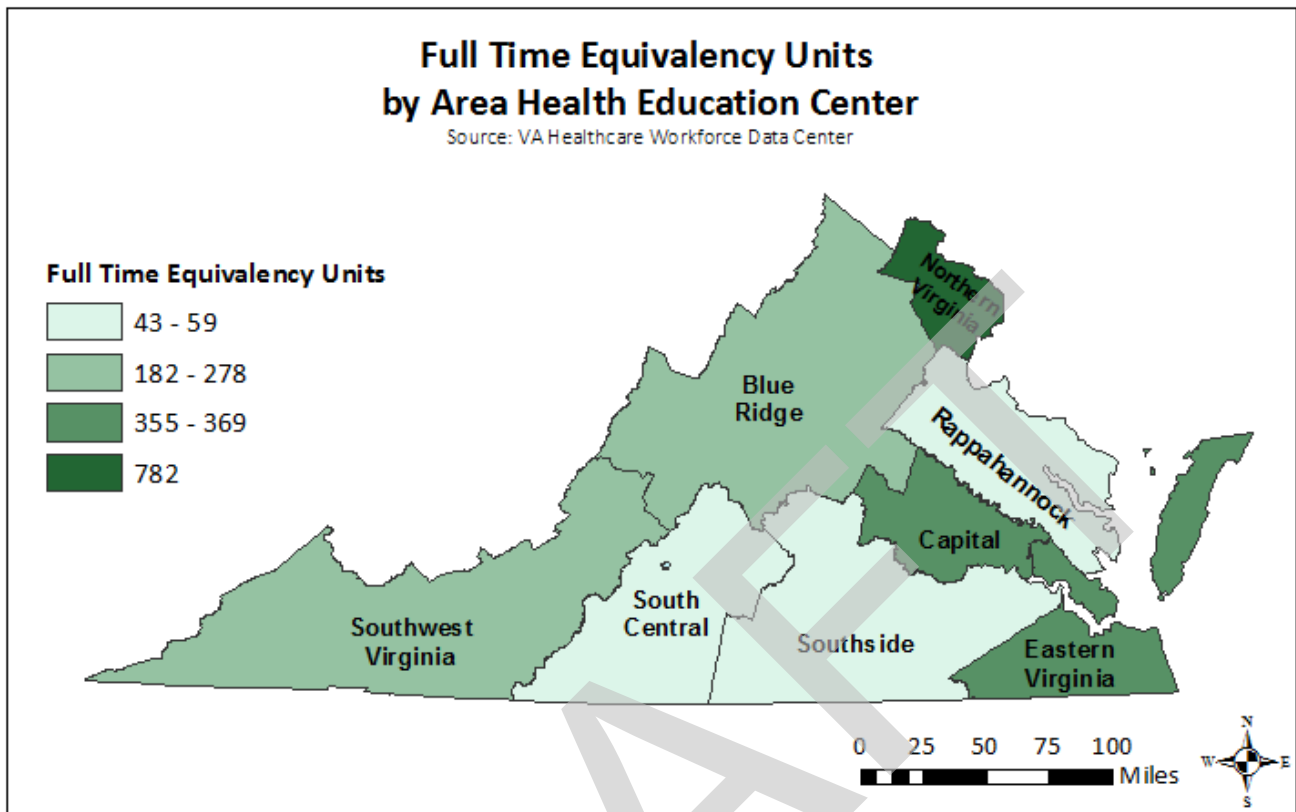 Full Time Equivalency Units
by Area Health Education Center
Source: VA Healthcare Workforce Data Center
Full Time Equivalency Units
43 - 59
182 - 278
355 - 369
782
Northern
Virginia
Blue
Ridge
Rappahannock
Capital
South
Central
Southwest
Virginia
Southside
Eastern
Virginia
0 25 50 75 100
Miles
N
W E
S